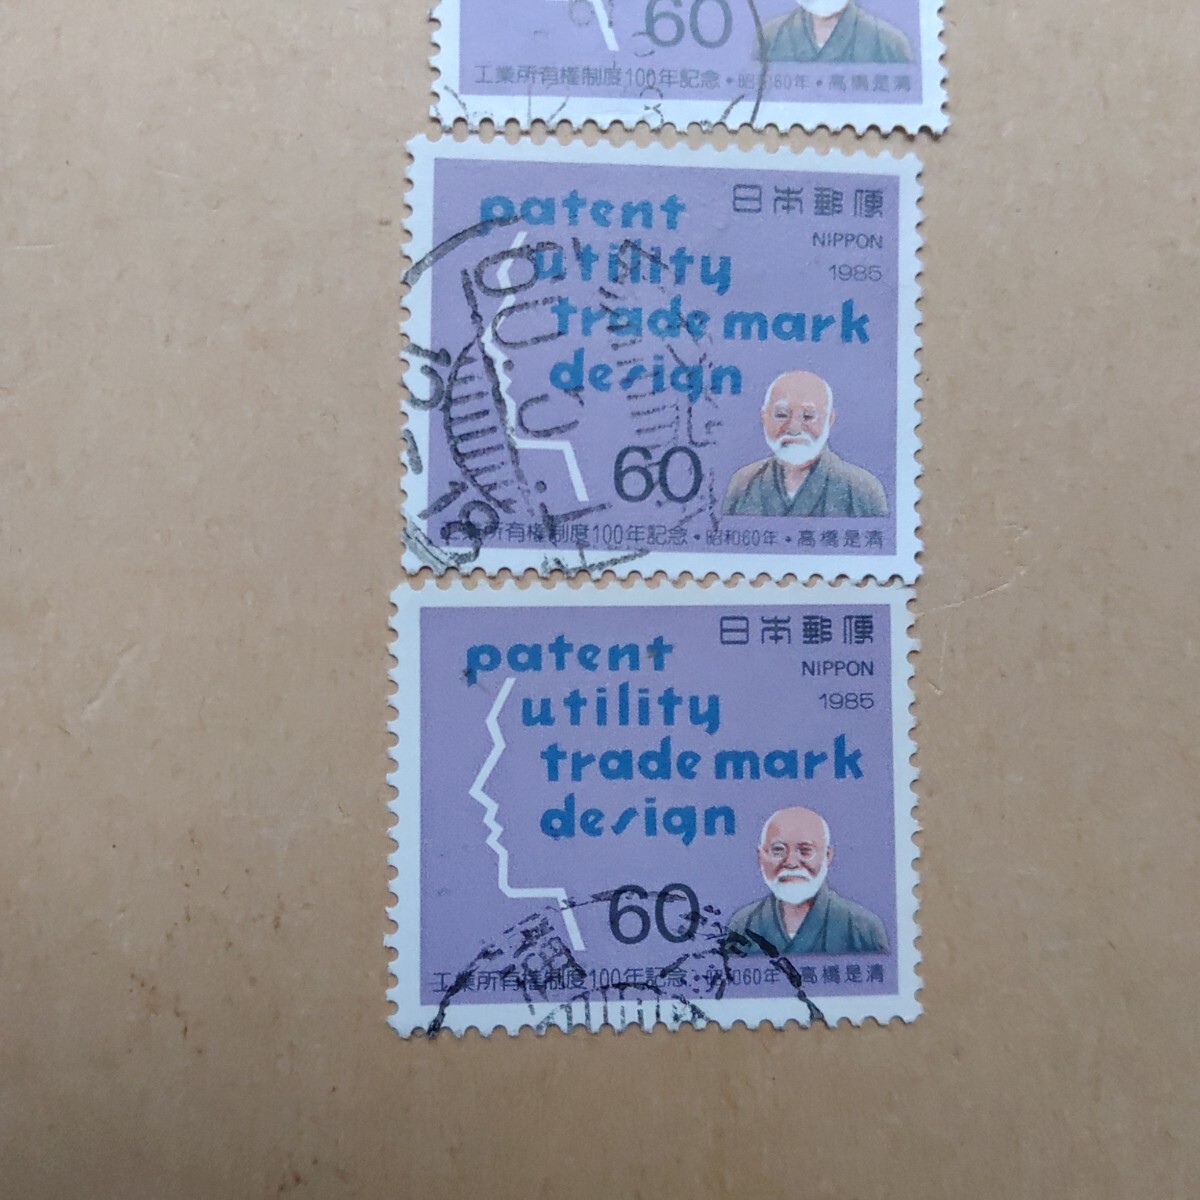 60
工業所有権制度100年記念・昭和60年・高橋是清
patent
日本郵便
NIPPON
utility
1985
trade mark
design
60
工業所有権制度100年記念・昭和60年・高橋是清
patent
日本郵便
NIPPON
utility
1985
trade mark
design
60
工業所有権制度100年記念・昭和60年・高橋是清